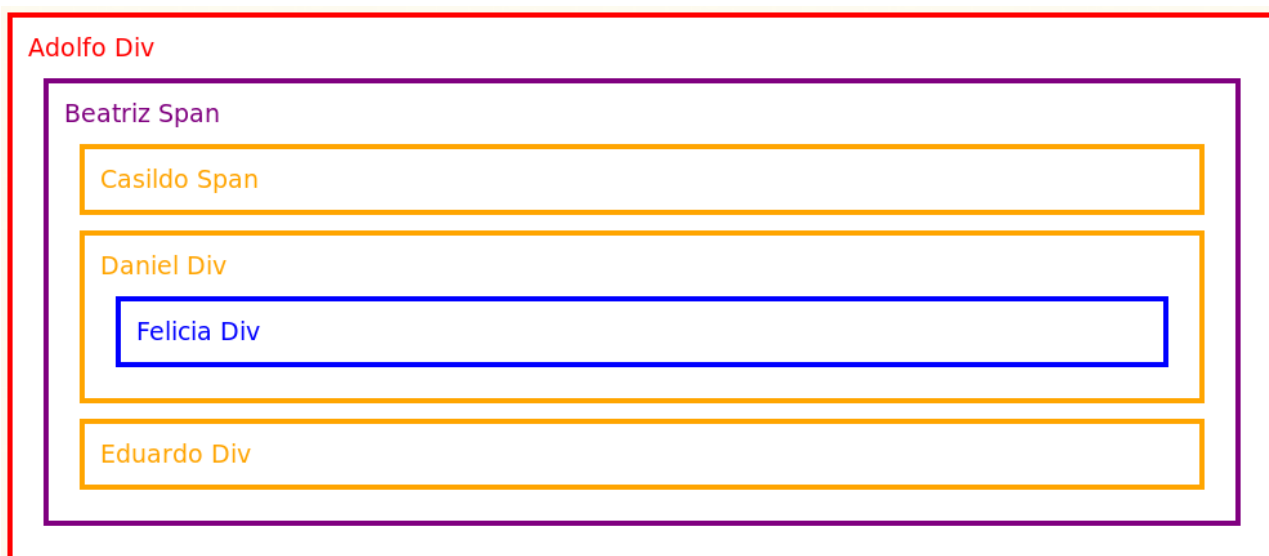 Adolfo Div
Beatriz Span
Casildo Span
Daniel Div
Felicia Div
Eduardo Div